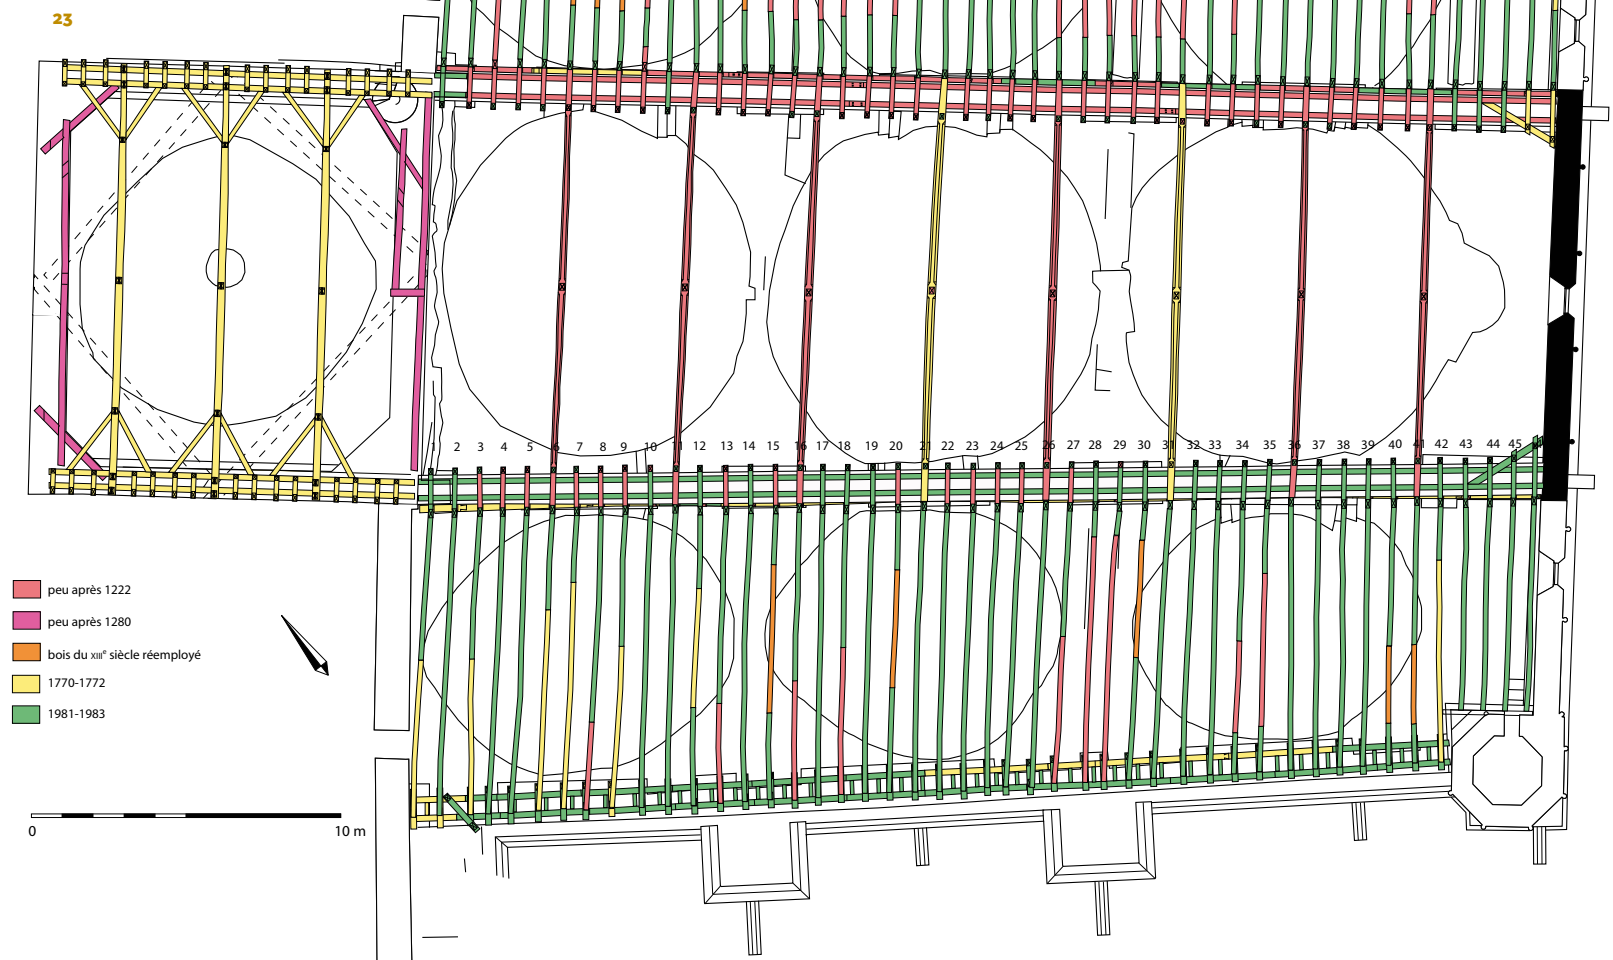 23
1 2 3 4 5 6 7 8 9 10 11 12 13 14 15 16 17 18 19 20 21 22 23 24 25 26 27 28 29 30 31 32 33 34 35 36 37 38 39 40 41 42 43 44 45
peu après 1222
peu après 1280
bois du XIIIe siècle réemployé
1770-1772
1981-1983
0 10 m